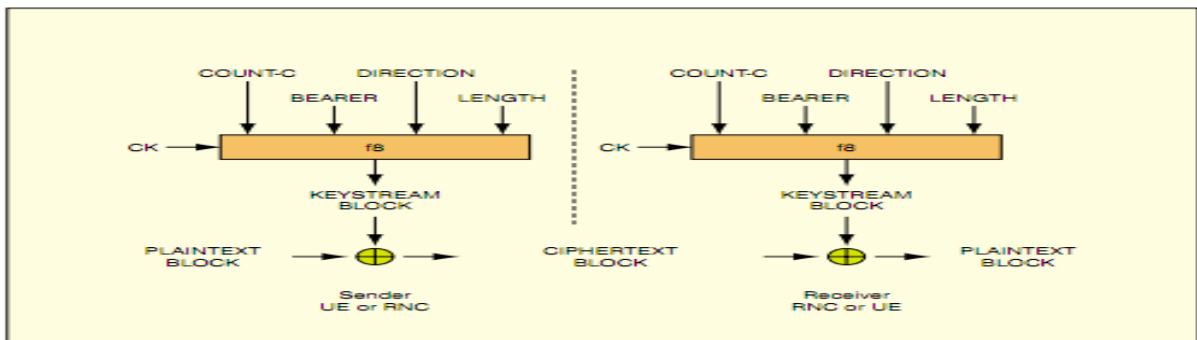 COUNT-C DIRECTION
BEARER LENGTH
CK f8
KEYSTREAM
BLOCK
PLAINTEXT
BLOCK
Sender
UE or RNC
CIPHERTEXT
BLOCK
COUNT-C DIRECTION
BEARER LENGTH
CK f8
KEYSTREAM
BLOCK
PLAINTEXT
BLOCK
Receiver
RNC or UE